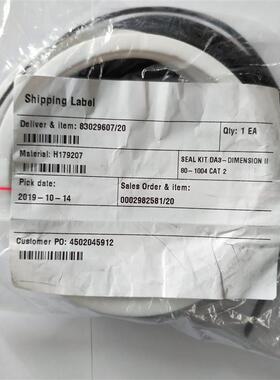 Shipping Label
Deliver & item: 83029607/20
Qty: 1 EA
Material: H179207
SEAL KIT DA3-DIMENSION II
80-1004 CAT 2
Pick date:
2019-10-14
Sales Order & item:
0002982581/20
Customer PO: 4502045912